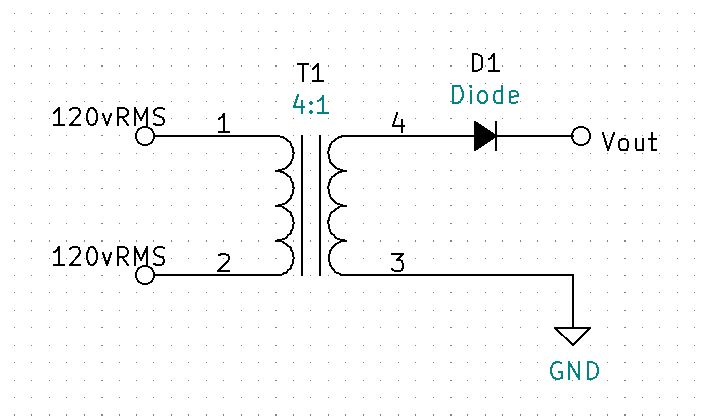 D1
Diode
T1
4:1
120vRMS
1
4
Vout
120vRMS
2
3
GND